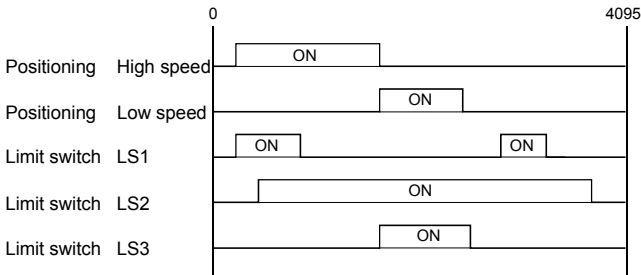 0 4095
Positioning High speed ON
Positioning Low speed ON
Limit switch LS1 ON ON
Limit switch LS2 ON
Limit switch LS3 ON